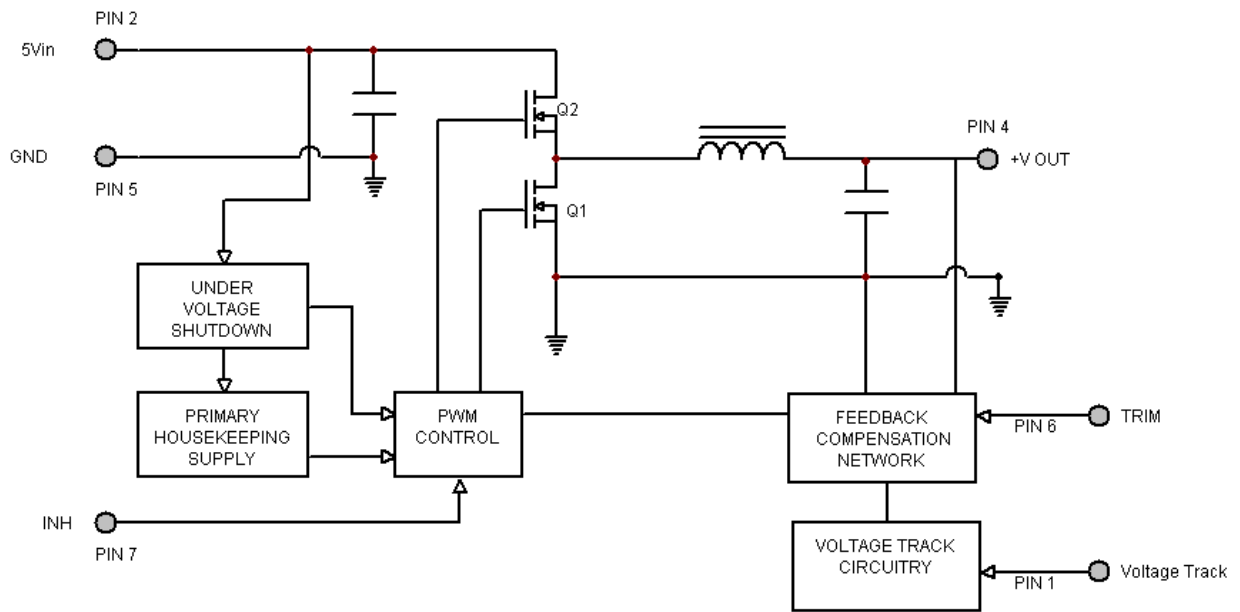 PIN 2
5Vin
Q2
PIN 4
+V OUT
GND
PIN 5
Q1
UNDER
VOLTAGE
SHUTDOWN
PRIMARY
HOUSEKEEPING
SUPPLY
PWM
CONTROL
FEEDBACK
COMPENSATION
NETWORK
PIN 6
TRIM
INH
PIN 7
VOLTAGE TRACK
CIRCUITRY
PIN 1
Voltage Track